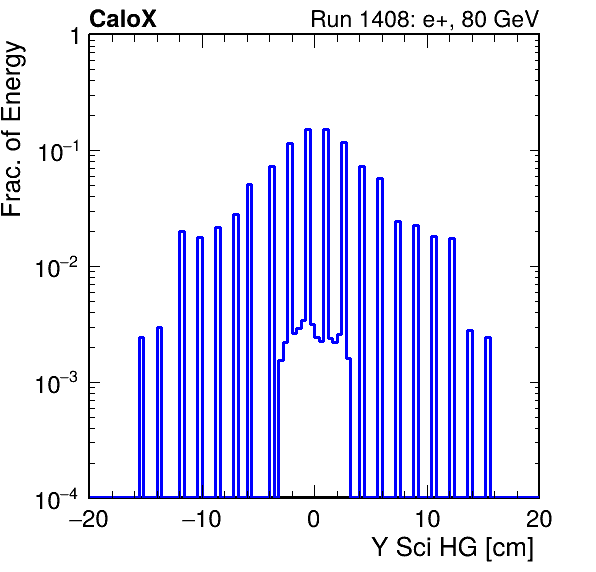 CaloX Run 1408: e+, 80 GeV
Frac. of Energy
1
10⁻¹
10⁻²
10⁻³
10⁻⁴
−20 −10 0 10 20
Y Sci HG [cm]